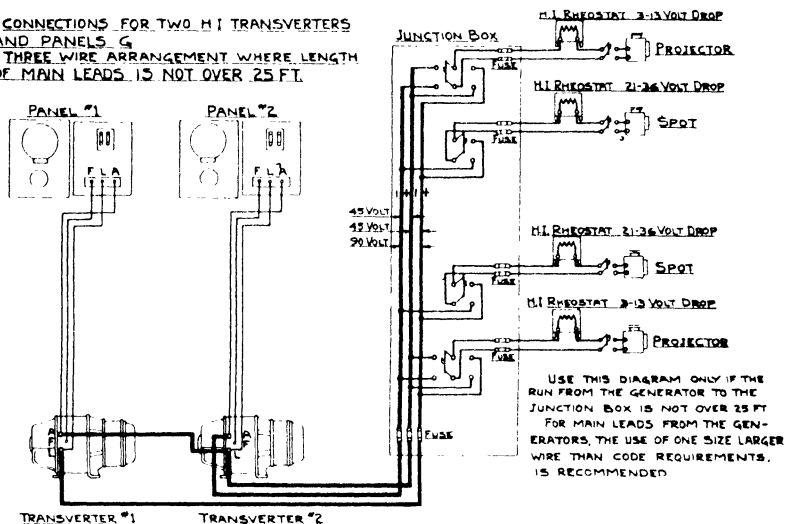 CONNECTIONS FOR TWO H I TRANSVERTERS
AND PANELS G
THREE WIRE ARRANGEMENT WHERE LENGTH
OF MAIN LEADS IS NOT OVER 25 FT.
PANEL #1
PANEL #2
F L A
F L A
JUNCTION BOX
H.I. RHEOSTAT 3-13 VOLT DROP
FUSE
PROJECTOR
H.I. RHEOSTAT 21-36 VOLT DROP
FUSE
SPOT
45 VOLT
45 VOLT
90 VOLT
H.I. RHEOSTAT 21-36 VOLT DROP
FUSE
SPOT
H.I. RHEOSTAT 3-13 VOLT DROP
FUSE
PROJECTOR
FUSE
USE THIS DIAGRAM ONLY IF THE
RUN FROM THE GENERATOR TO THE
JUNCTION BOX IS NOT OVER 25 FT
FOR MAIN LEADS FROM THE GEN-
ERATORS, THE USE OF ONE SIZE LARGER
WIRE THAN CODE REQUIREMENTS,
IS RECOMMENDED
A
F
A
F
L
TRANSVERTER #1
TRANSVERTER #2